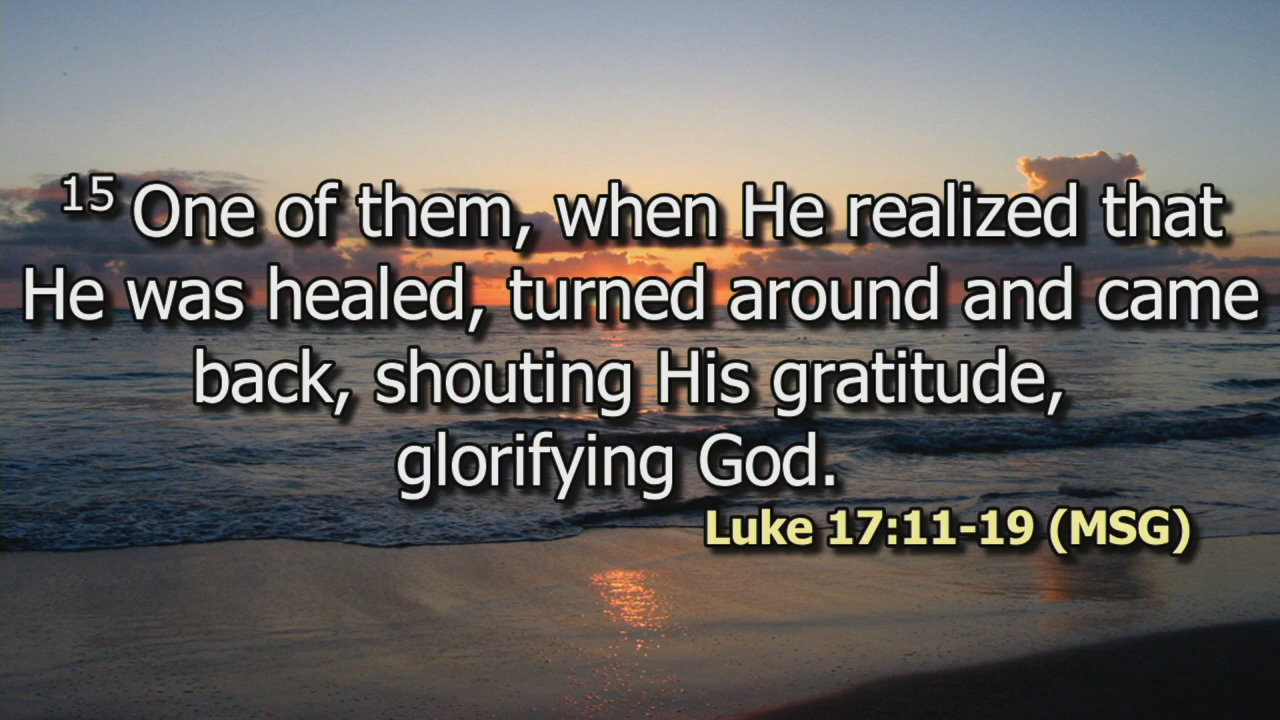 15 One of them, when He realized that
He was healed, turned around and came
back, shouting His gratitude,
glorifying God.
Luke 17:11-19 (MSG)